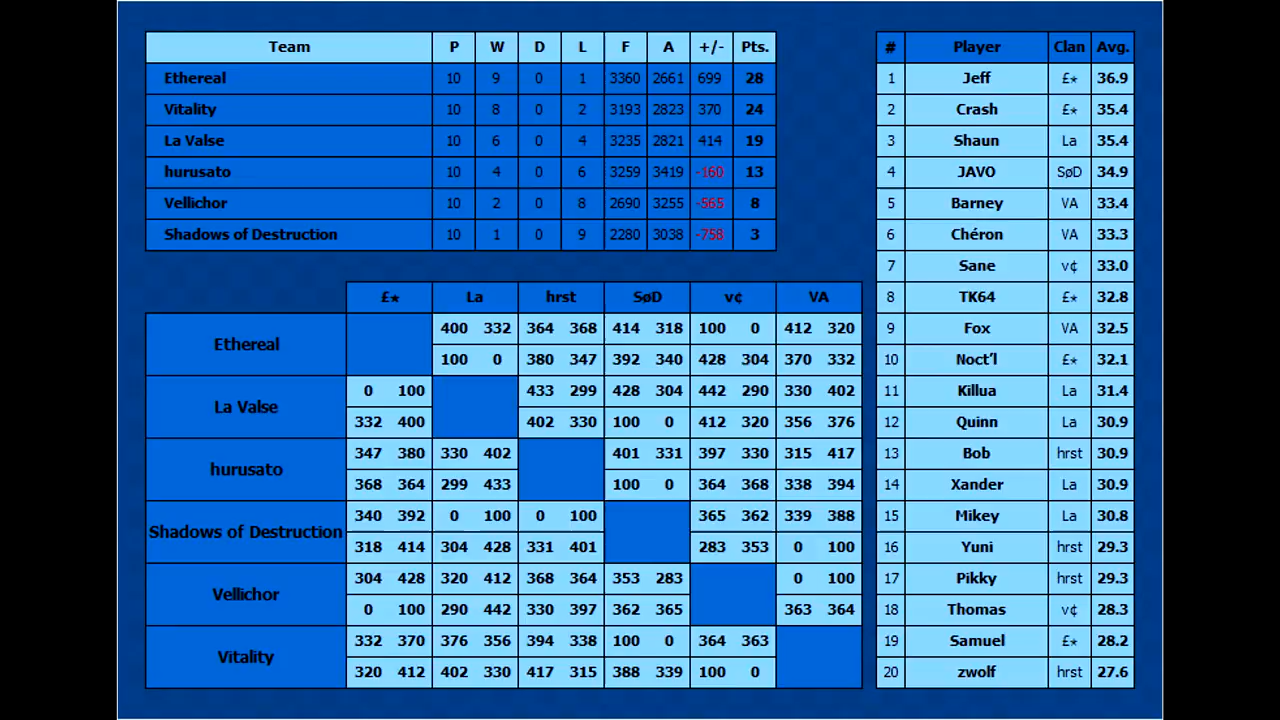 Team P W D L F A +/- Pts.
Ethereal 10 9 0 1 3360 2661 699 28
Vitality 10 8 0 2 3193 2823 370 24
La Valse 10 6 0 4 3235 2821 414 19
hurusato 10 4 0 6 3259 3419 -160 13
Vellichor 10 2 0 8 2690 3255 -565 8
Shadows of Destruction 10 1 0 9 2280 3038 -758 3
£★ La hrst SøD v¢ VA
Ethereal
400 332 364 368 414 318 100 0 412 320
100 0 380 347 392 340 428 304 370 332
La Valse
0 100 433 299 428 304 442 290 330 402
332 400 402 330 100 0 412 320 356 376
hurusato
347 380 330 402 401 331 397 330 315 417
368 364 299 433 100 0 364 368 338 394
Shadows of Destruction
340 392 0 100 0 100 365 362 339 388
318 414 304 428 331 401 283 353 0 100
Vellichor
304 428 320 412 368 364 353 283 0 100
0 100 290 442 330 397 362 365 363 364
Vitality
332 370 376 356 394 338 100 0 364 363
320 412 402 330 417 315 388 339 100 0
# Player Clan Avg.
1 Jeff £★ 36.9
2 Crash £★ 35.4
3 Shaun La 35.4
4 JAVO SøD 34.9
5 Barney VA 33.4
6 Chéron VA 33.3
7 Sane v¢ 33.0
8 TK64 £★ 32.8
9 Fox VA 32.5
10 Noct'l £★ 32.1
11 Killua La 31.4
12 Quinn La 30.9
13 Bob hrst 30.9
14 Xander La 30.9
15 Mikey La 30.8
16 Yuni hrst 29.3
17 Pikky hrst 29.3
18 Thomas v¢ 28.3
19 Samuel £★ 28.2
20 zwolf hrst 27.6